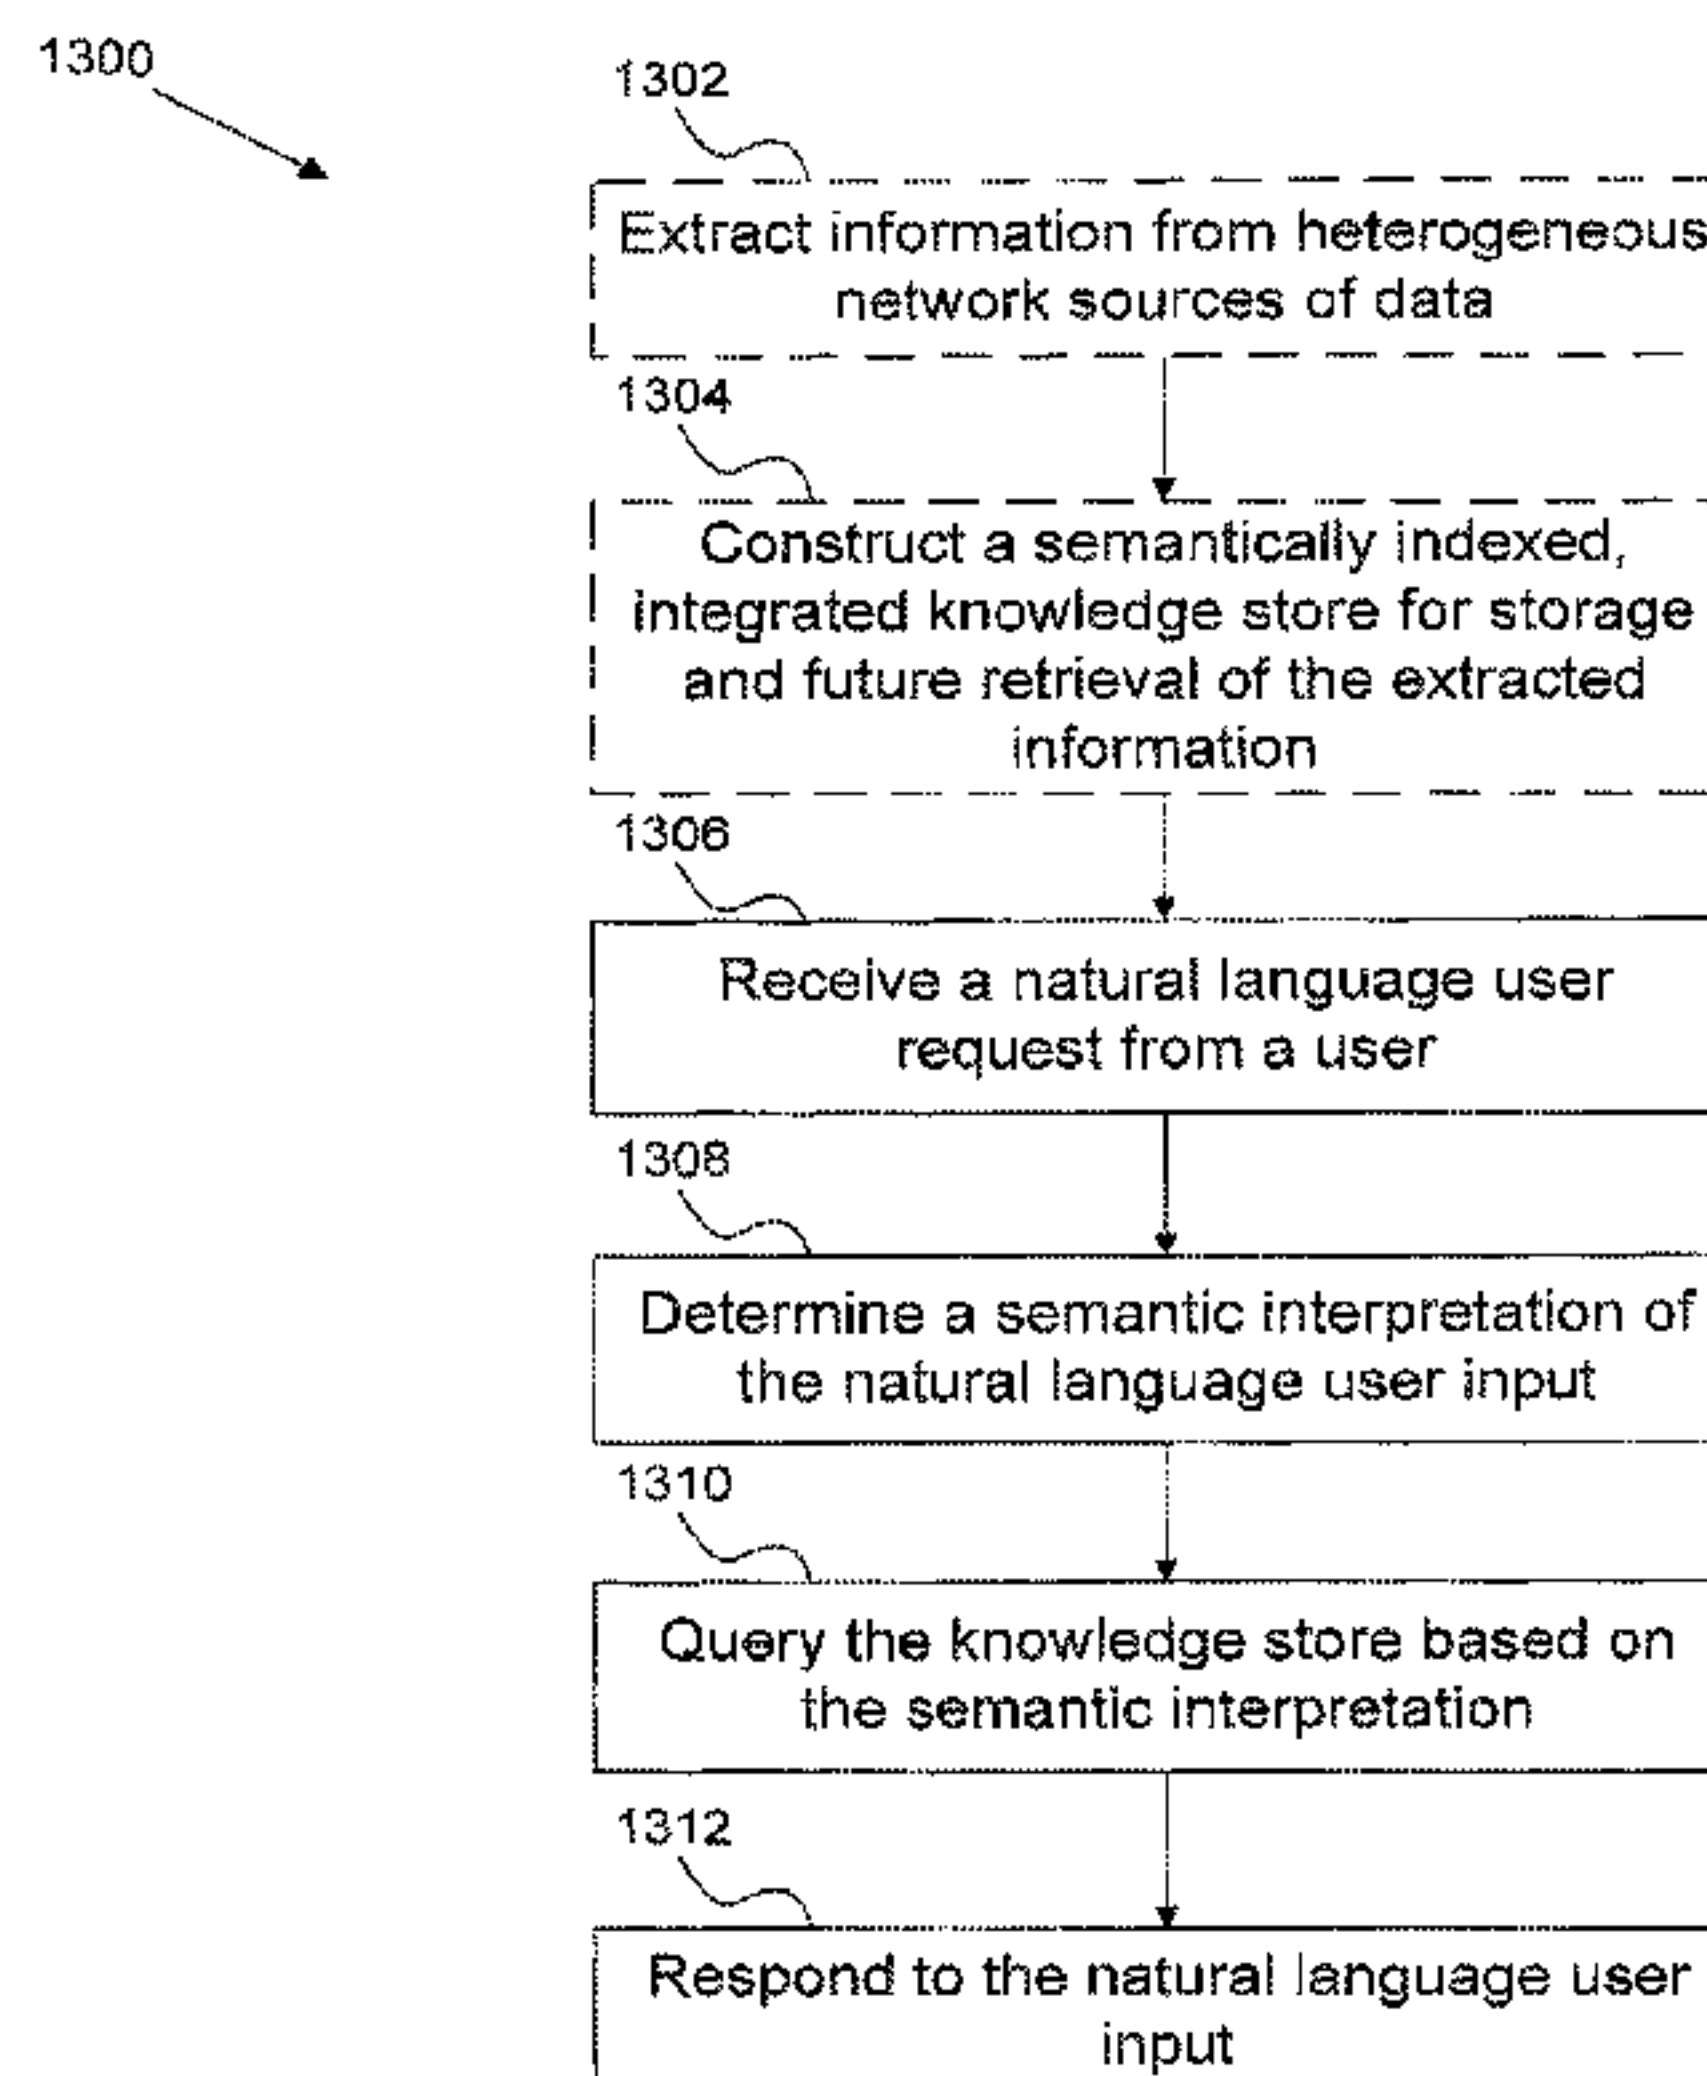 1300
1302
Extract information from heterogeneous
network sources of data
1304
Construct a semantically indexed,
integrated knowledge store for storage
and future retrieval of the extracted
information
1306
Receive a natural language user
request from a user
1308
Determine a semantic interpretation of
the natural language user input
1310
Query the knowledge store based on
the semantic interpretation
1312
Respond to the natural language user
input